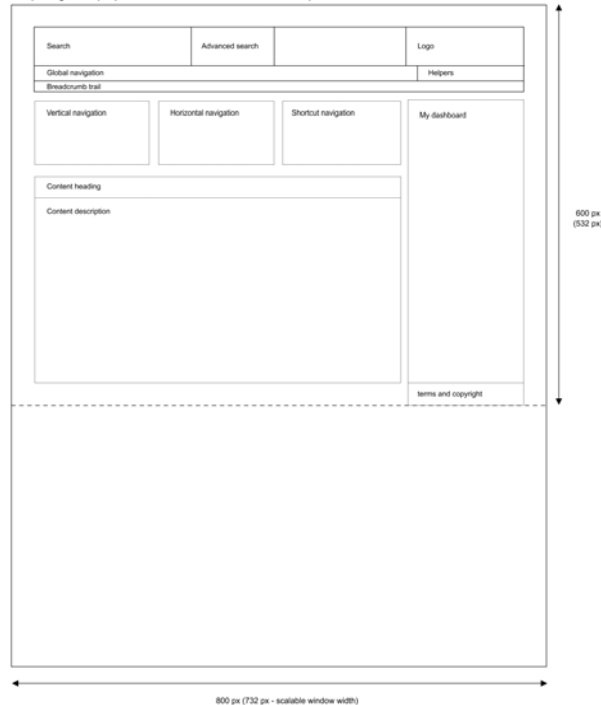 Search
Advanced search
Logo
Global navigation
Helpers
Breadcrumb trail
Vertical navigation
Horizontal navigation
Shortcut navigation
My dashboard
Content heading
Content description
600 px
(532 px)
terms and copyright
800 px (732 px - scalable window width)